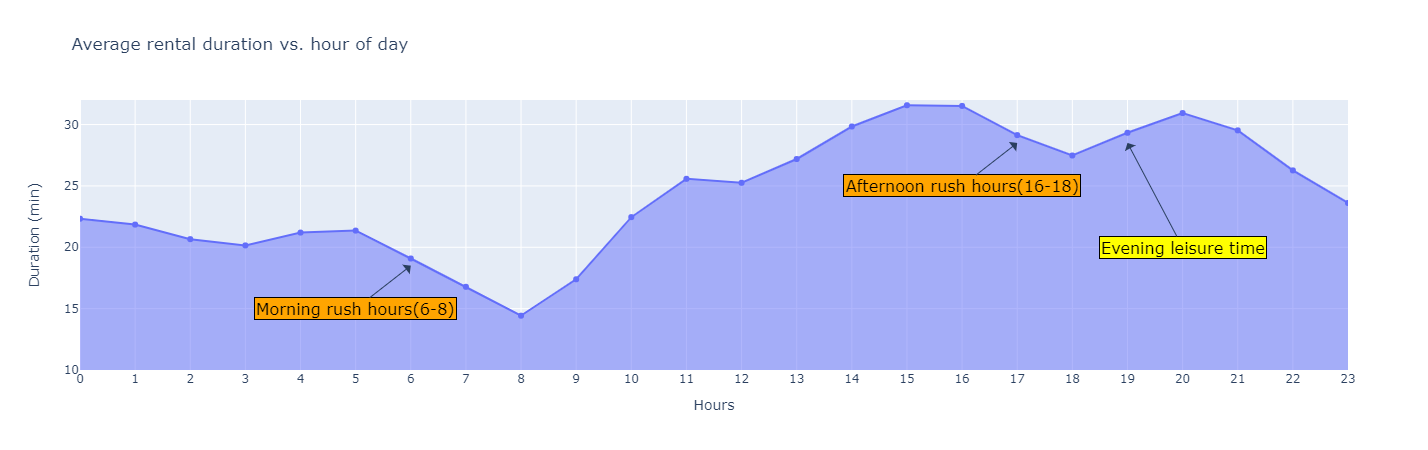 Average rental duration vs. hour of day
30
25
20
15
10
Duration (min)
Afternoon rush hours(16-18)
Evening leisure time
Morning rush hours(6-8)
0 1 2 3 4 5 6 7 8 9 10 11 12 13 14 15 16 17 18 19 20 21 22 23
Hours